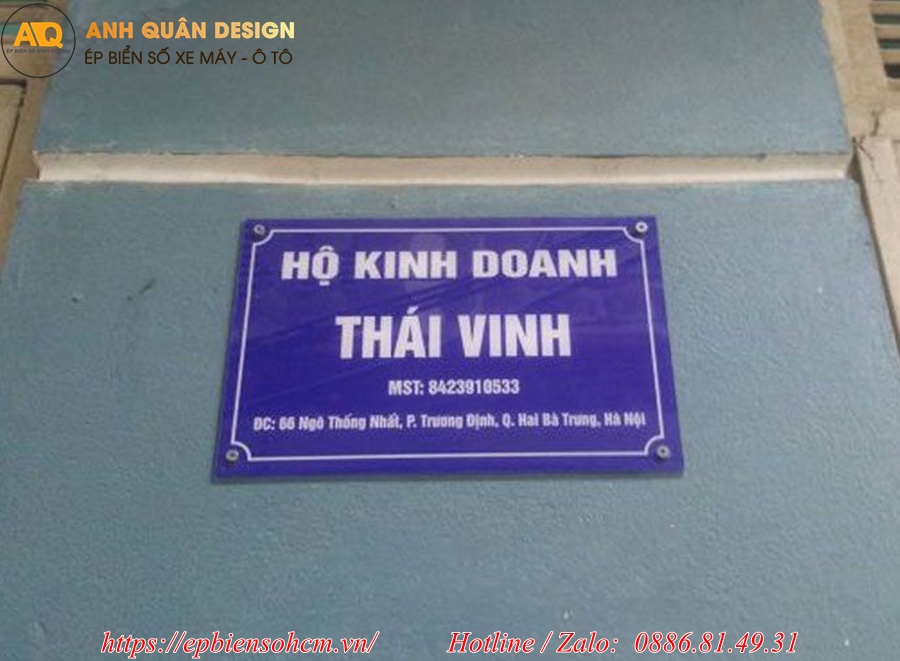 AQ
ANH QUÂN DESIGN
ÉP BIỂN SỐ XE MÁY - Ô TÔ
HỘ KINH DOANH
THÁI VINH
MST: 8423910533
ĐC: 66 Ngõ Thống Nhất, P. Trương Định, Q. Hai Bà Trưng, Hà Nội
https://epbiensohcm.vn/ Hotline / Zalo: 0886.81.49.31